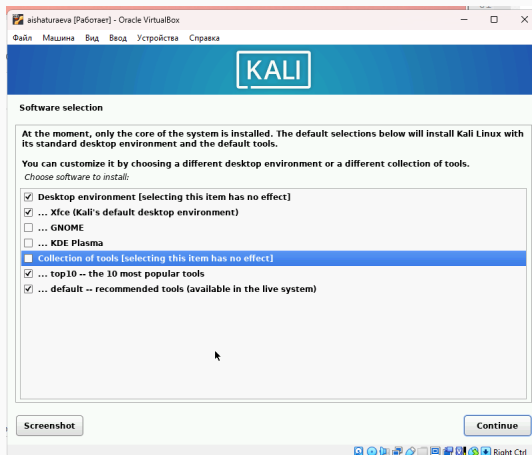 aishaturaeva [Работает] - Oracle VirtualBox
Файл Машина Вид Ввод Устройства Справка
KALI
Software selection
At the moment, only the core of the system is installed. The default selections below will install Kali Linux with
its standard desktop environment and the default tools.
You can customize it by choosing a different desktop environment or a different collection of tools.
Choose software to install:
Desktop environment [selecting this item has no effect]
... Xfce (Kali's default desktop environment)
... GNOME
... KDE Plasma
Collection of tools [selecting this item has no effect]
... top10 -- the 10 most popular tools
... default -- recommended tools (available in the live system)
Screenshot Continue
Right Ctrl